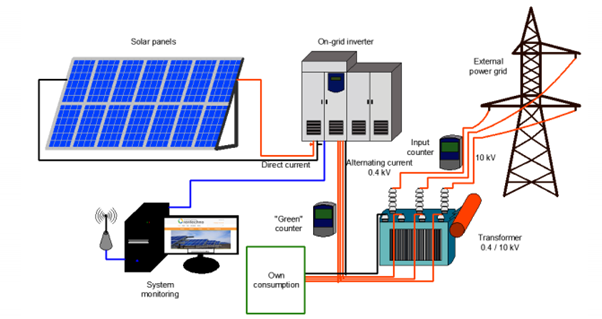 Solar panels
On-grid inverter
External
power grid
Input
counter
Direct current
Alternating current
0.4 kV
10 kV
"Green"
counter
Transformer
0.4 / 10 kV
System
monitoring
Own
consumption